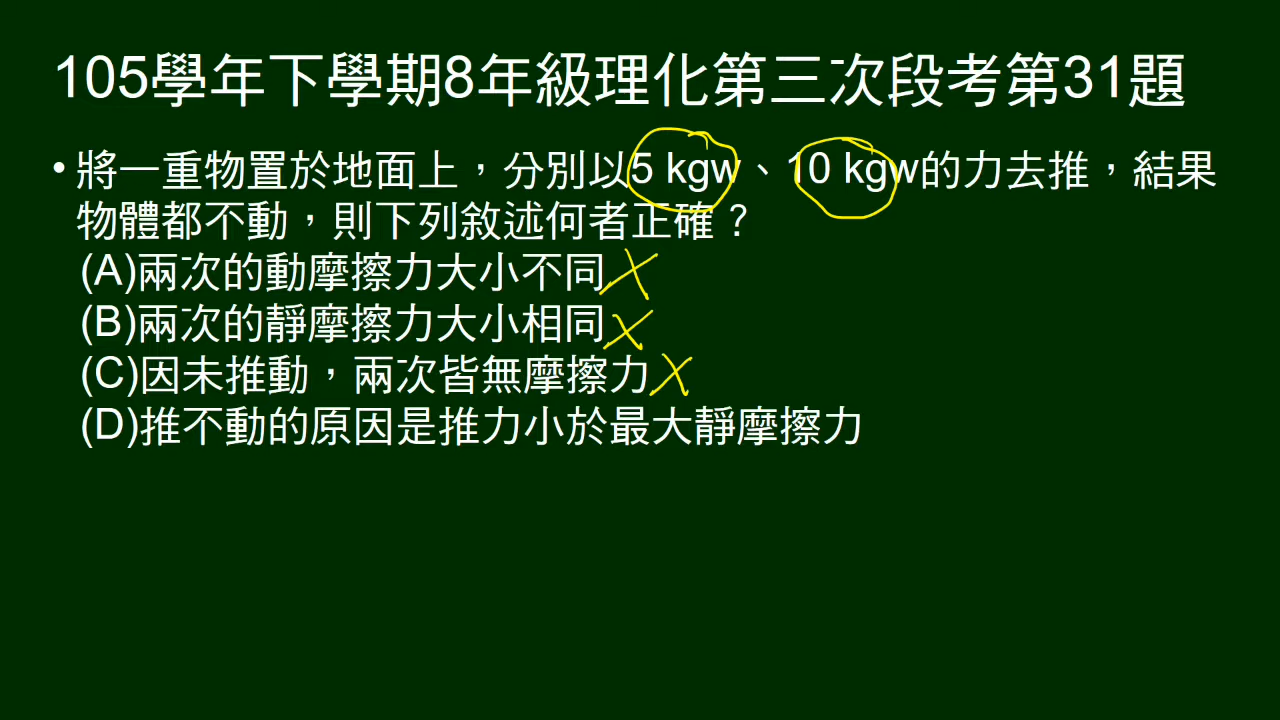 105學年下學期8年級理化第三次段考第31題
•將一重物置於地面上，分別以5 kgw、10 kgw的力去推，結果
物體都不動，則下列敘述何者正確？
(A)兩次的動摩擦力大小不同
(B)兩次的靜摩擦力大小相同
(C)因未推動，兩次皆無摩擦力
(D)推不動的原因是推力小於最大靜摩擦力